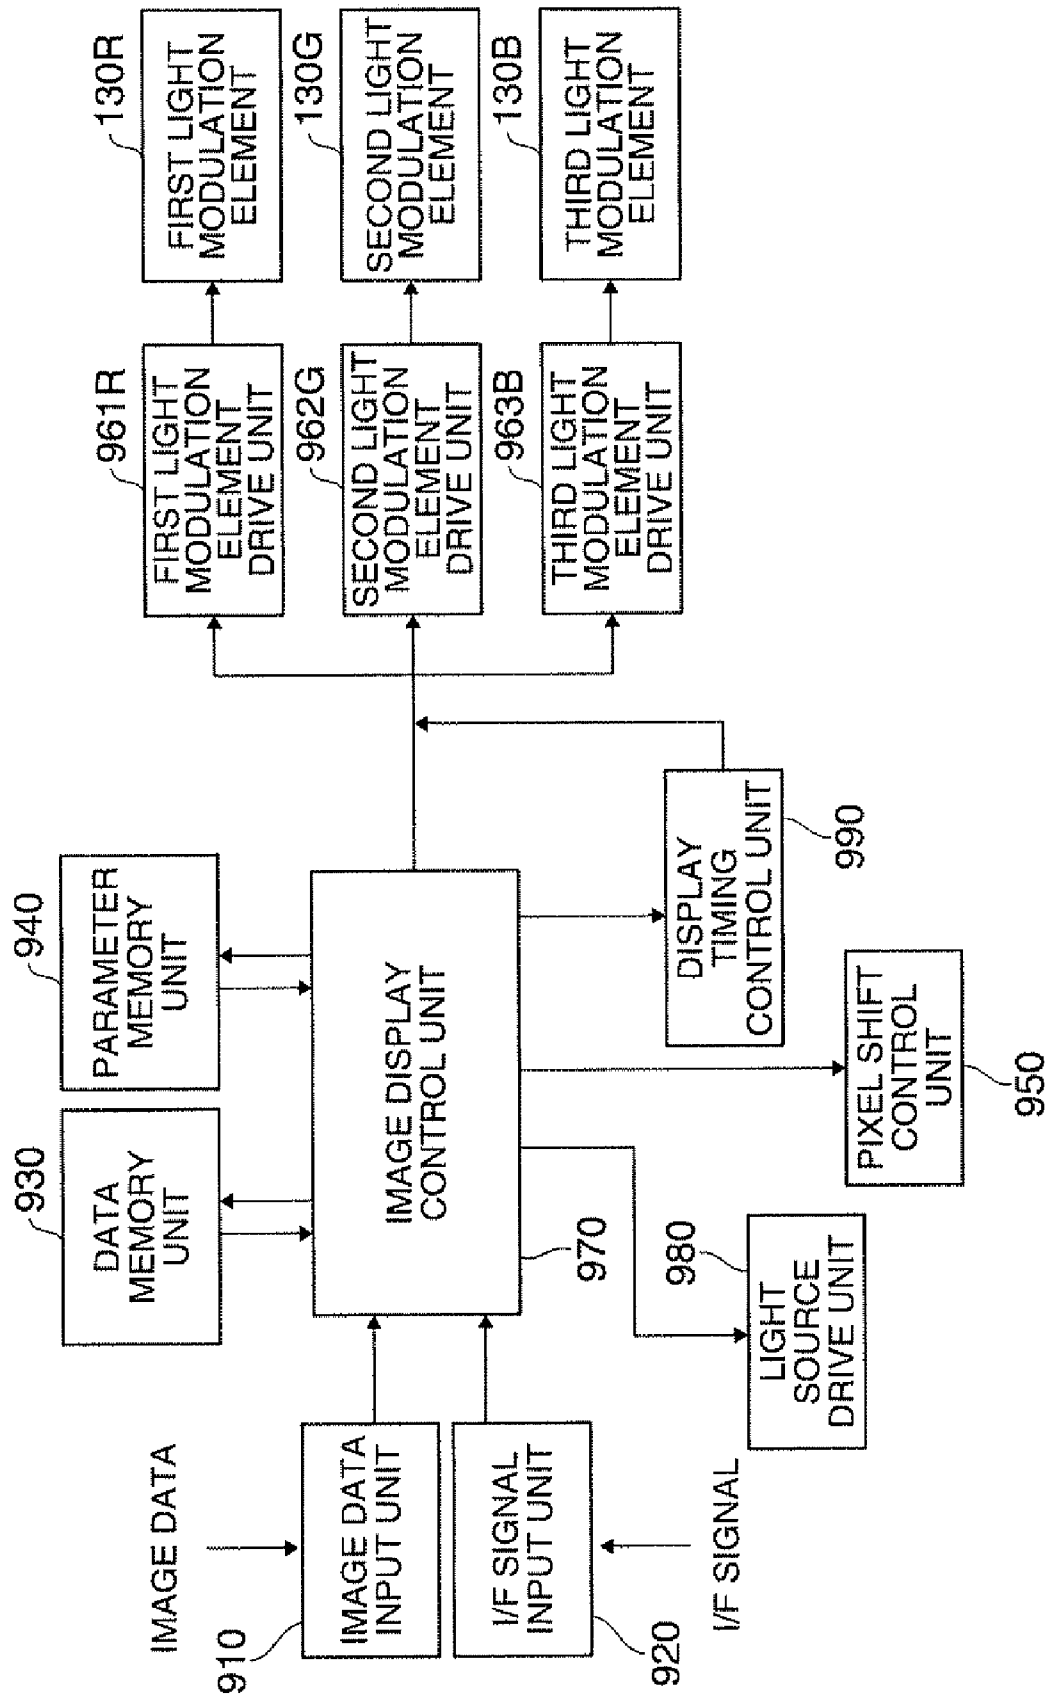 IMAGE DATA
910
IMAGE DATA
INPUT UNIT
I/F SIGNAL
INPUT UNIT
920
I/F SIGNAL
930
DATA
MEMORY
UNIT
940
PARAMETER
MEMORY
UNIT
IMAGE DISPLAY
CONTROL UNIT
970
980
LIGHT
SOURCE
DRIVE UNIT
PIXEL SHIFT
CONTROL
UNIT
950
DISPLAY
TIMING
CONTROL UNIT
990
961R
FIRST LIGHT
MODULATION
ELEMENT
DRIVE UNIT
962G
SECOND LIGHT
MODULATION
ELEMENT
DRIVE UNIT
963B
THIRD LIGHT
MODULATION
ELEMENT
DRIVE UNIT
130R
FIRST LIGHT
MODULATION
ELEMENT
130G
SECOND LIGHT
MODULATION
ELEMENT
130B
THIRD LIGHT
MODULATION
ELEMENT